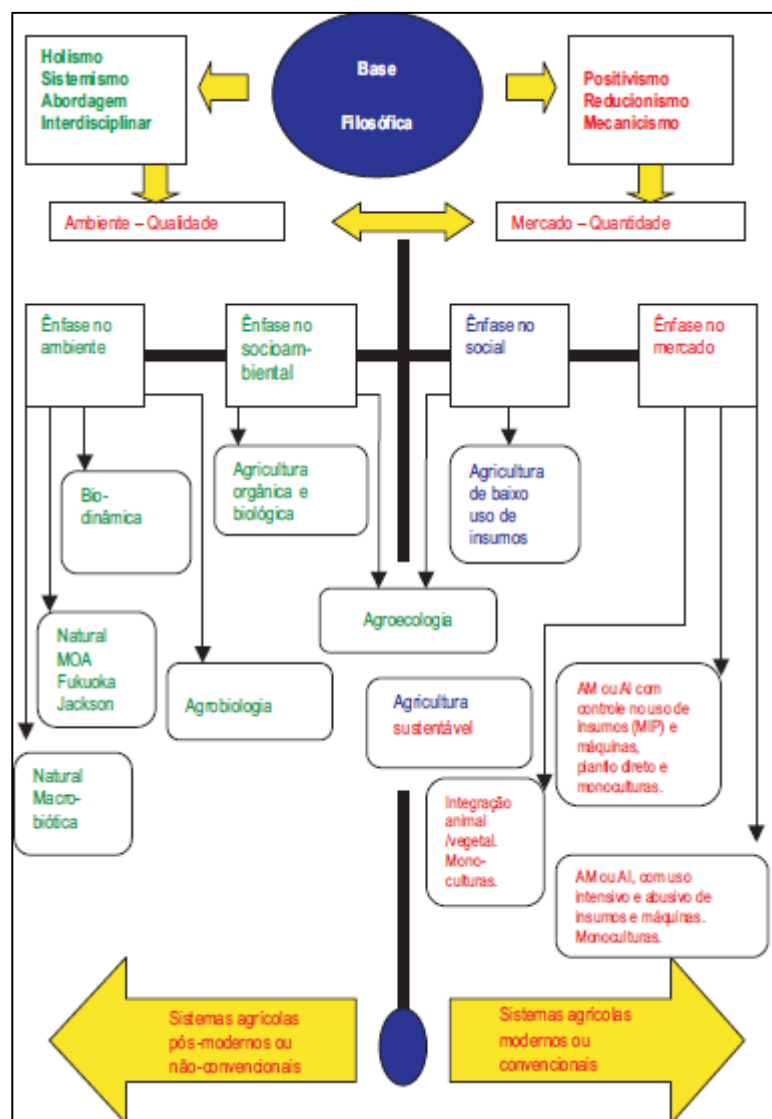 Holismo
Sistemismo
Abordagem
Interdisciplinar
Base
Filosófica
Positivismo
Reducionismo
Mecanicismo
Ambiente – Qualidade
Mercado – Quantidade
Ênfase no
ambiente
Ênfase no
socioam-
biental
Ênfase no
social
Ênfase no
mercado
Bio-
dinâmica
Agricultura
orgânica e
biológica
Agricultura
de baixo
uso de
insumos
Natural
MOA
Fukuoka
Jackson
Agrobiologia
Agroecologia
Agricultura
sustentável
AM ou AI com
controle no uso de
insumos (MIP) e
máquinas,
plantio direto e
monoculturas.
Natural
Macro-
biótica
Integração
animal
/vegetal.
Mono-
culturas.
AM ou AI, com uso
intensivo e abusivo de
insumos e máquinas.
Monoculturas.
Sistemas agrícolas
pós-modernos ou
não-convencionais
Sistemas agrícolas
modernos ou
convencionais